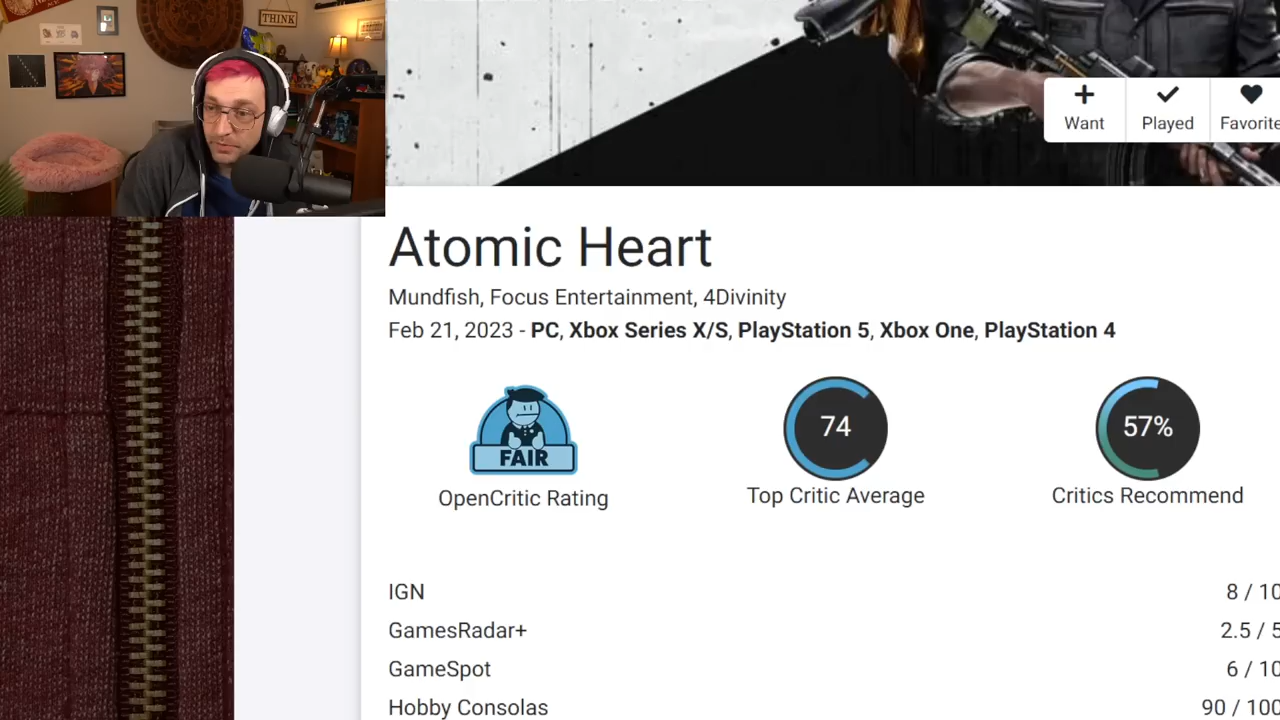 THINK
Want
Played
Favorite
Atomic Heart
Mundfish, Focus Entertainment, 4Divinity
Feb 21, 2023 - PC, Xbox Series X/S, PlayStation 5, Xbox One, PlayStation 4
FAIR
74
57%
OpenCritic Rating
Top Critic Average
Critics Recommend
IGN 8 / 10
GamesRadar+ 2.5 / 5
GameSpot 6 / 10
Hobby Consolas 90 / 100